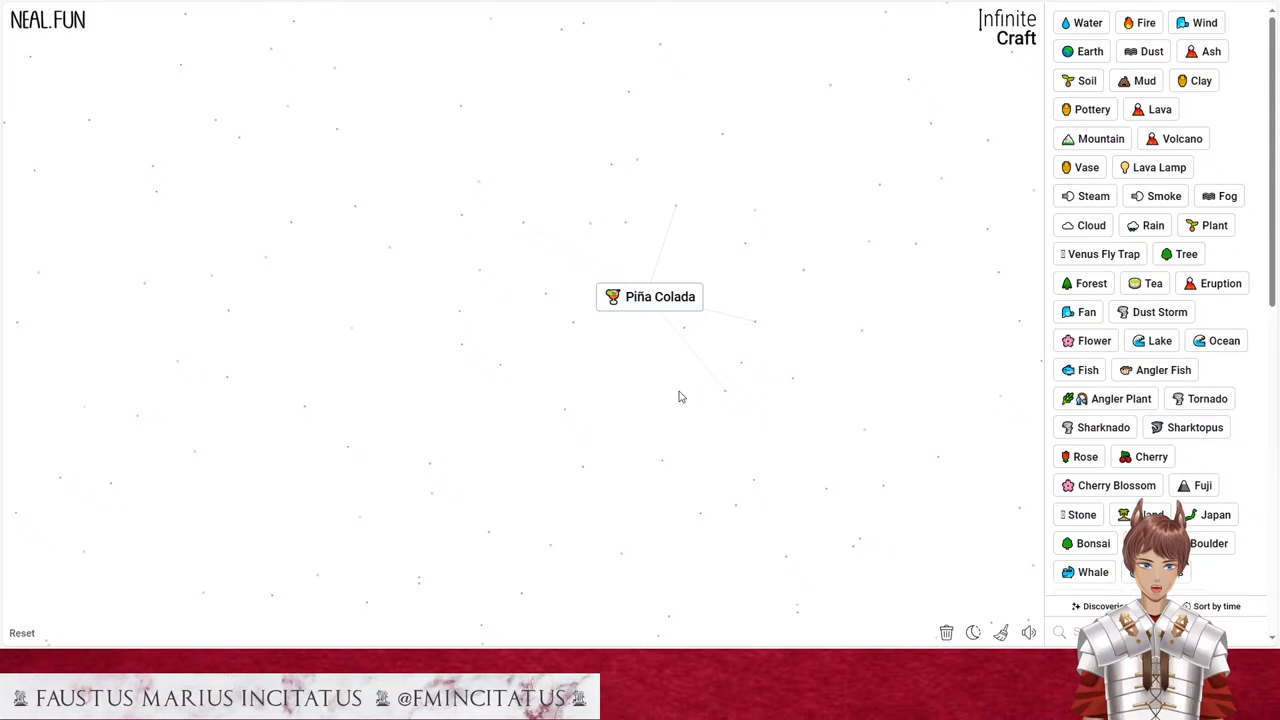 NEAL.FUN
Infinite
Craft
Water Fire Wind
Earth Dust Ash
Soil Mud Clay
Pottery Lava
Mountain Volcano
Vase Lava Lamp
Steam Smoke Fog
Cloud Rain Plant
Venus Fly Trap Tree
Forest Tea Eruption
Fan Dust Storm
Flower Lake Ocean
Fish Angler Fish
Angler Plant Tornado
Sharknado Sharktopus
Rose Cherry
Cherry Blossom Fuji
Stone Japan
Bonsai Boulder
Whale
Piña Colada
Sort by time
Reset
FAUSTUS MARIUS INCITATUS @FMINCITATUS